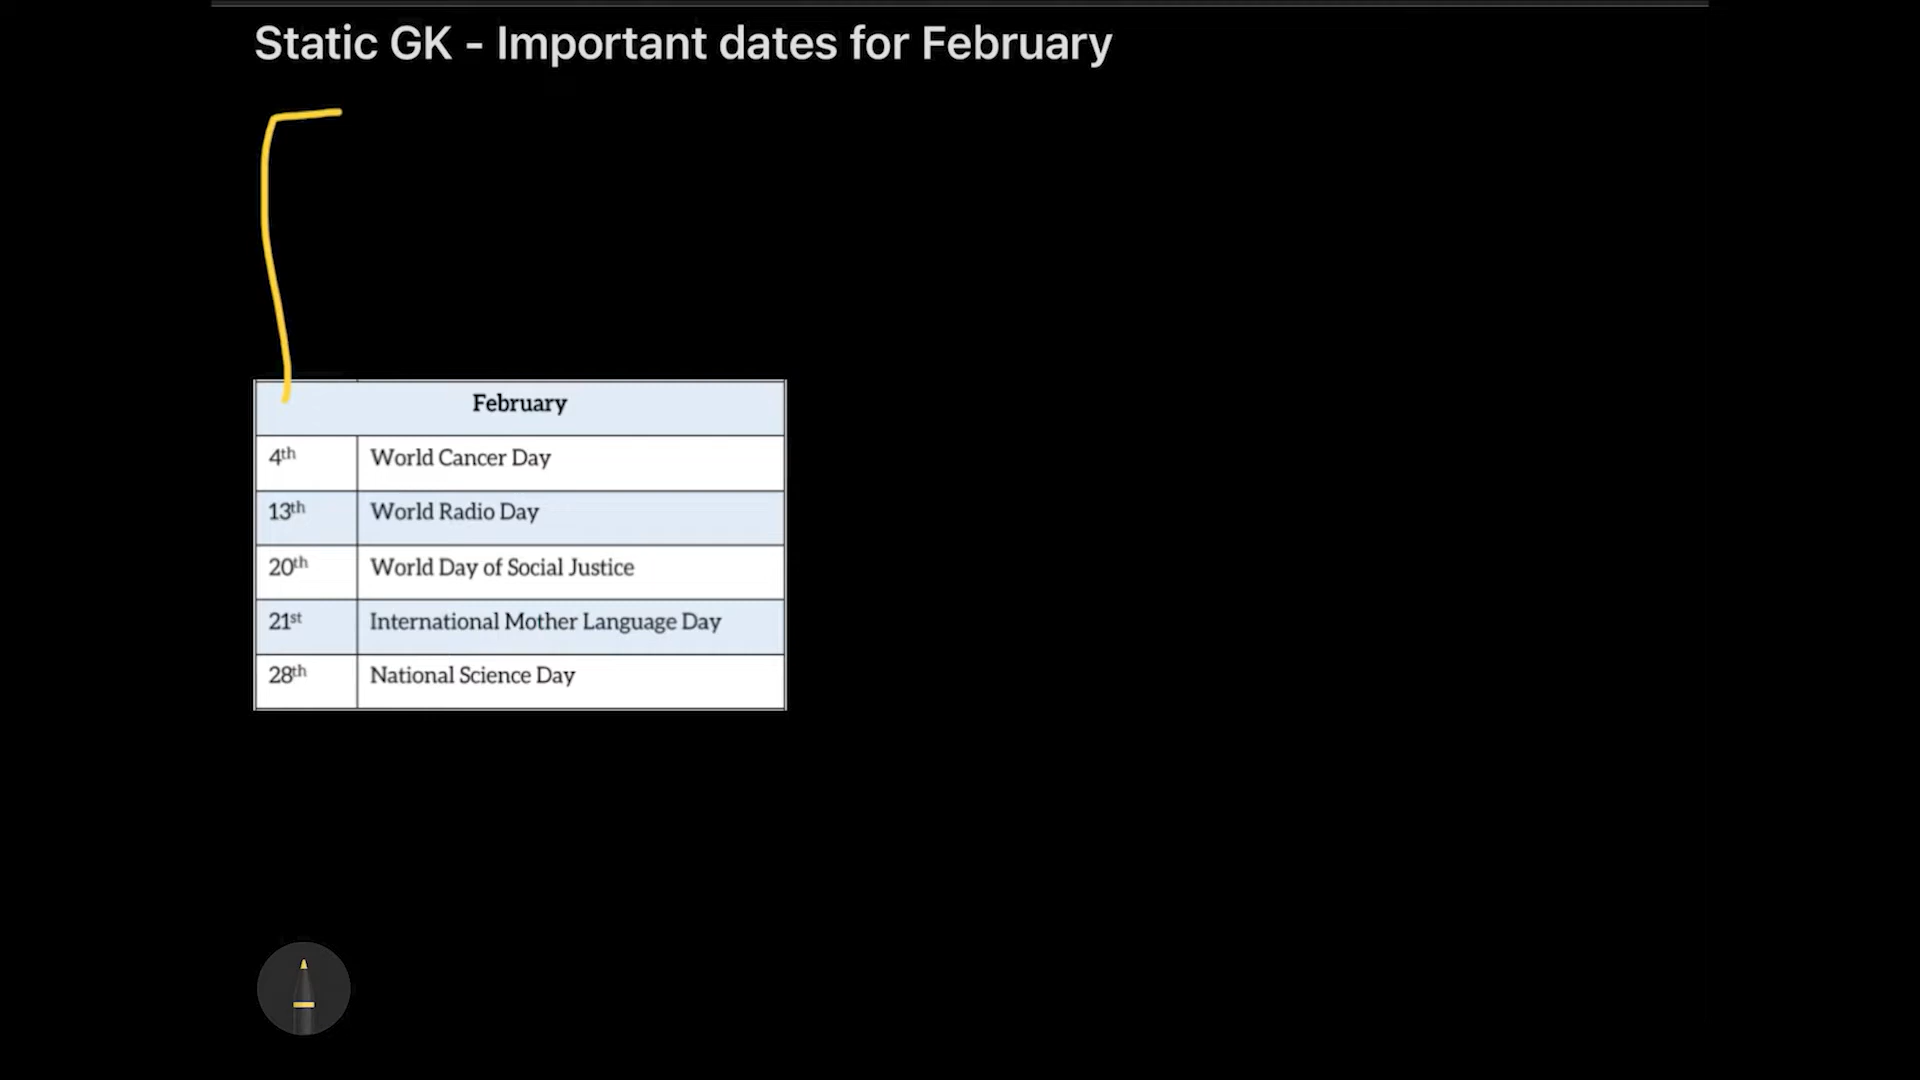 Static GK - Important dates for February
February
4th World Cancer Day
13th World Radio Day
20th World Day of Social Justice
21st International Mother Language Day
28th National Science Day